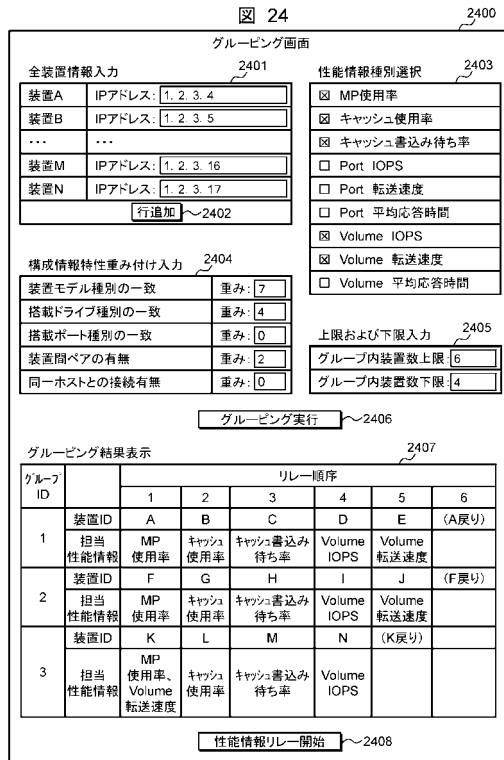 図 24
2400
グルーピング画面
全装置情報入力
2401
装置A IPアドレス: 1. 2. 3. 4
装置B IPアドレス: 1. 2. 3. 5
... ...
装置M IPアドレス: 1. 2. 3. 16
装置N IPアドレス: 1. 2. 3. 17
行追加
2402
性能情報種別選択
2403
☒ MP使用率
☒ キャッシュ使用率
☒ キャッシュ書込み待ち率
☐ Port IOPS
☐ Port 転送速度
☐ Port 平均応答時間
☒ Volume IOPS
☒ Volume 転送速度
☐ Volume 平均応答時間
構成情報特性重み付け入力
2404
装置モデル種別の一致 重み: 7
搭載ドライブ種別の一致 重み: 4
搭載ポート種別の一致 重み: 0
装置間ペアの有無 重み: 2
同一ホストとの接続有無 重み: 0
上限および下限入力
2405
グループ内装置数上限: 6
グループ内装置数下限: 4
グルーピング実行
2406
グルーピング結果表示
2407
グループ
ID
リレー順序
1 2 3 4 5 6
1
装置ID A B C D E (A戻り)
担当
性能情報
MP
使用率
キャッシュ
使用率
キャッシュ書込み
待ち率
Volume
IOPS
Volume
転送速度
2
装置ID F G H I J (F戻り)
担当
性能情報
MP
使用率
キャッシュ
使用率
キャッシュ書込み
待ち率
Volume
IOPS
Volume
転送速度
3
装置ID K L M N (K戻り)
担当
性能情報
MP
使用率、
Volume
転送速度
キャッシュ
使用率
キャッシュ書込み
待ち率
Volume
IOPS
性能情報リレー開始
2408